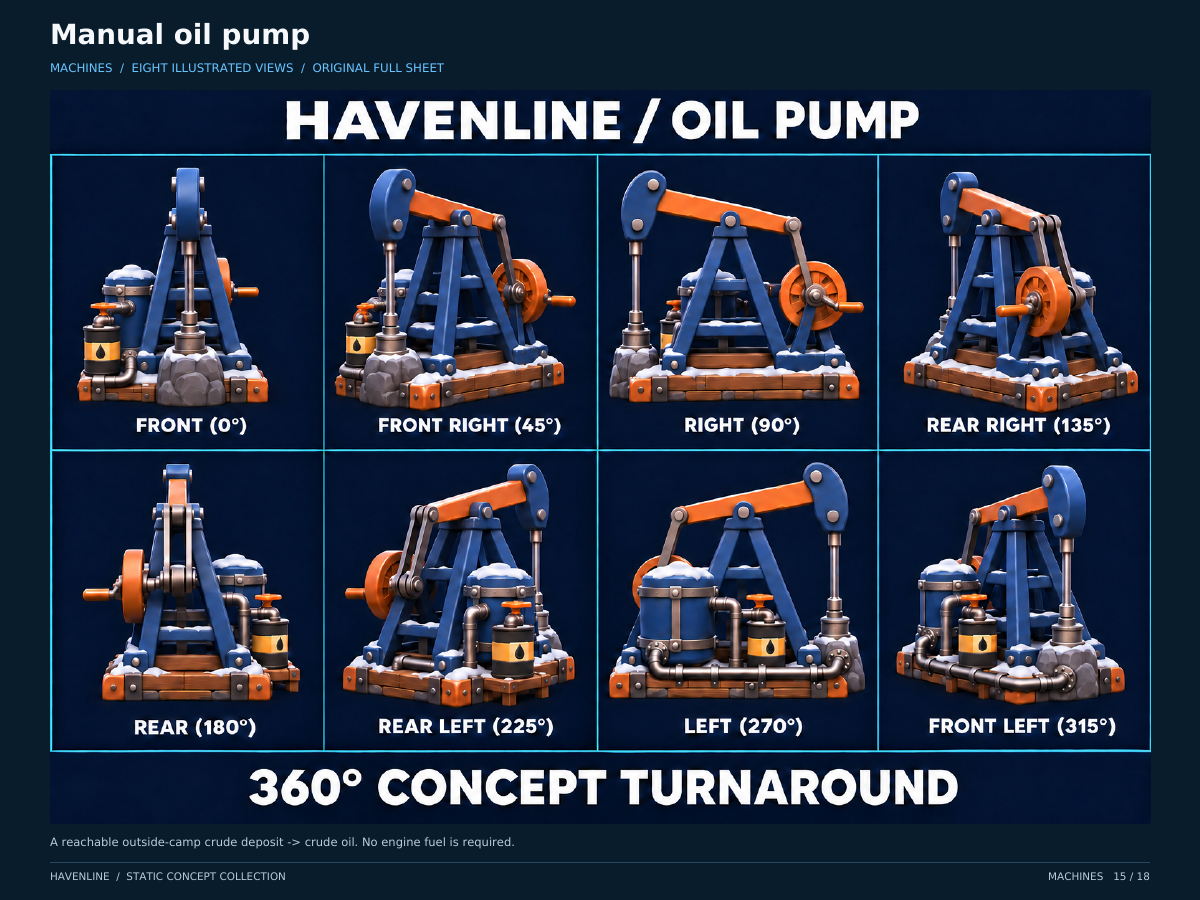 Manual oil pump
MACHINES / EIGHT ILLUSTRATED VIEWS / ORIGINAL FULL SHEET
HAVENLINE / OIL PUMP
FRONT (0°)
FRONT RIGHT (45°)
RIGHT (90°)
REAR RIGHT (135°)
REAR (180°)
REAR LEFT (225°)
LEFT (270°)
FRONT LEFT (315°)
360° CONCEPT TURNAROUND
A reachable outside-camp crude deposit -> crude oil. No engine fuel is required.
HAVENLINE / STATIC CONCEPT COLLECTION
MACHINES 15 / 18